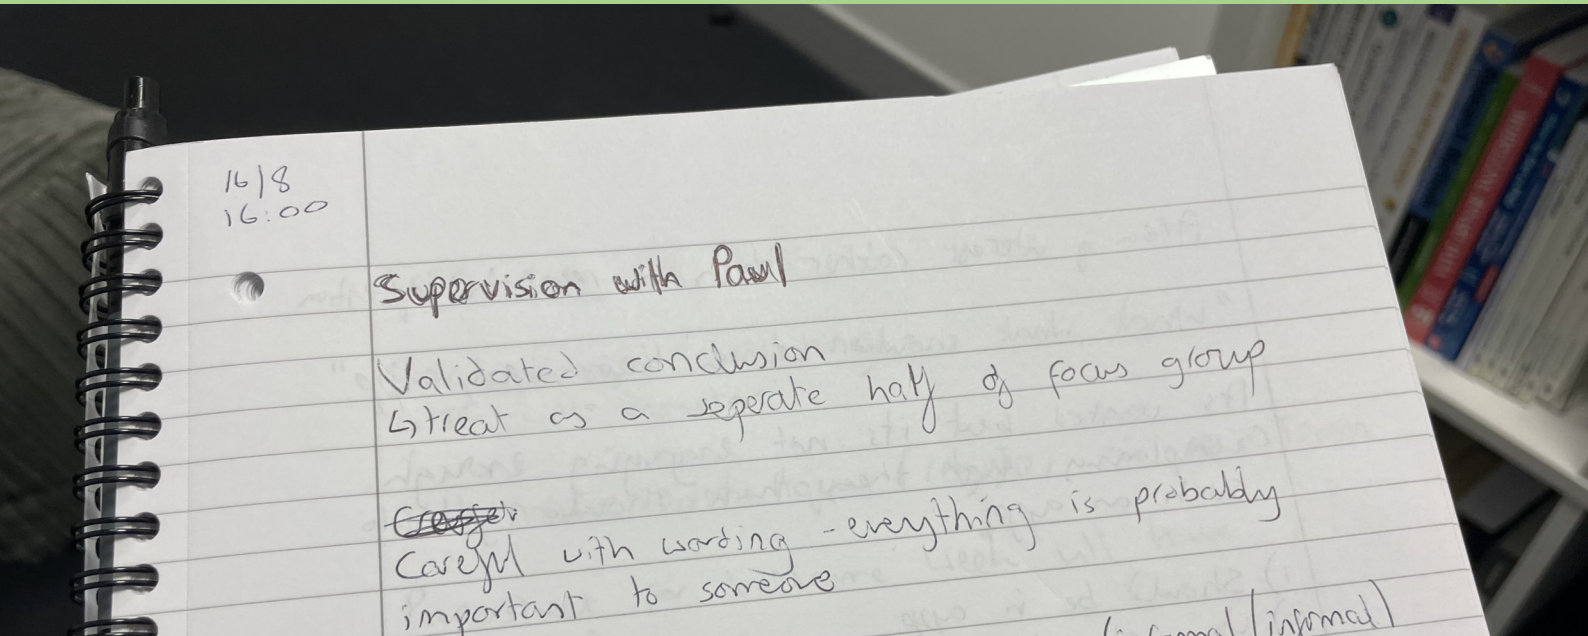 16/8
16:00
Supervision with Paul
Validated conclusion
↳ treat as a seperate half of focus group
Careful with wording - everything is probably
important to someone
informal)